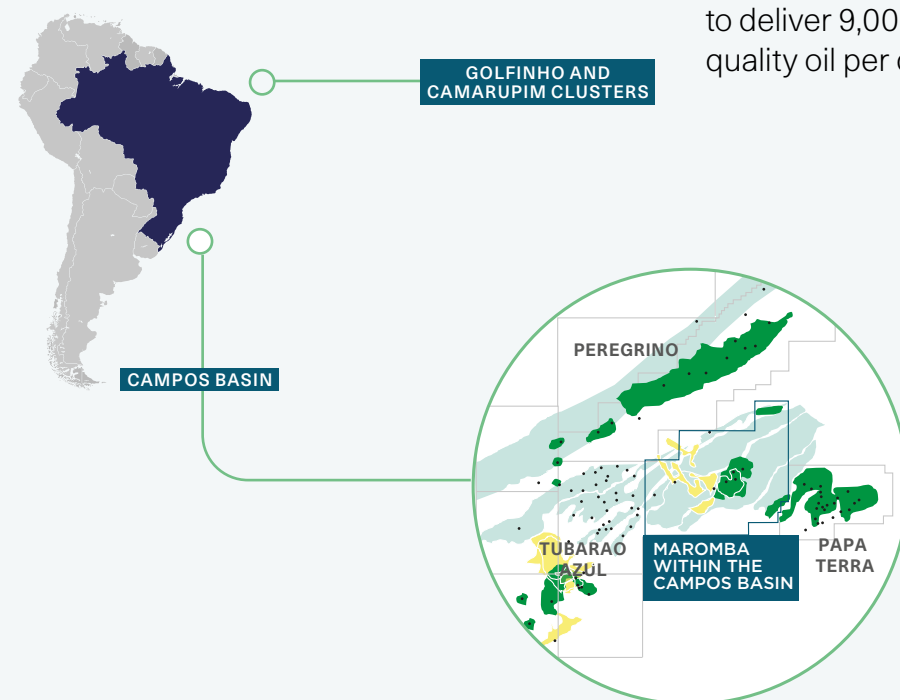 to deliver 9,00
quality oil per
GOLFINHO AND
CAMARUPIM CLUSTERS
CAMPOS BASIN
PEREGRINO
TUBARAO
AZUL
MAROMBA
WITHIN THE
CAMPOS BASIN
PAPA
TERRA